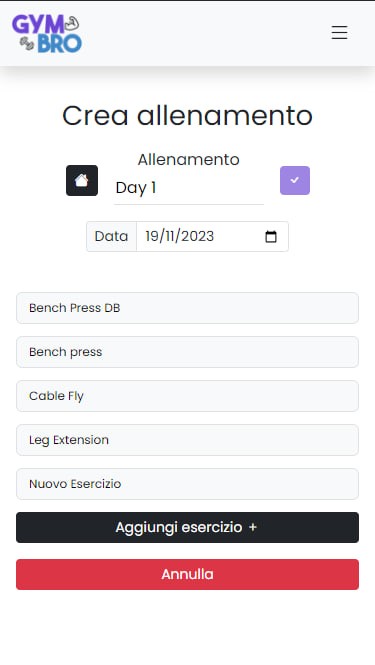 GYM
BRO
Crea allenamento
Allenamento
Day 1
Data 19/11/2023
Bench Press DB
Bench press
Cable Fly
Leg Extension
Nuovo Esercizio
Aggiungi esercizio +
Annulla